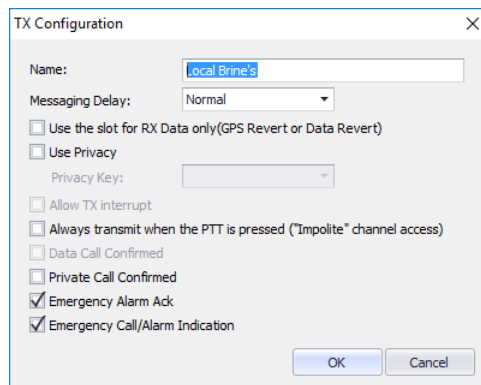 TX Configuration
Name: Local Brine's
Messaging Delay: Normal
Use the slot for RX Data only(GPS Revert or Data Revert)
Use Privacy
Privacy Key:
Allow TX interrupt
Always transmit when the PTT is pressed ("Impolite" channel access)
Data Call Confirmed
Private Call Confirmed
Emergency Alarm Ack
Emergency Call/Alarm Indication
OK Cancel